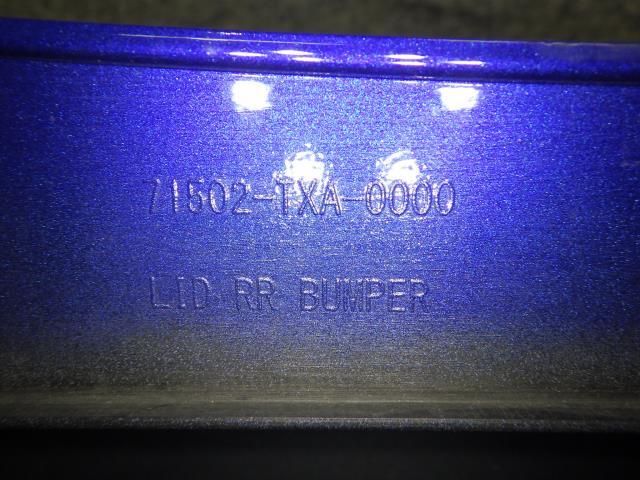 71502-TXA-0000
LID RR BUMPER